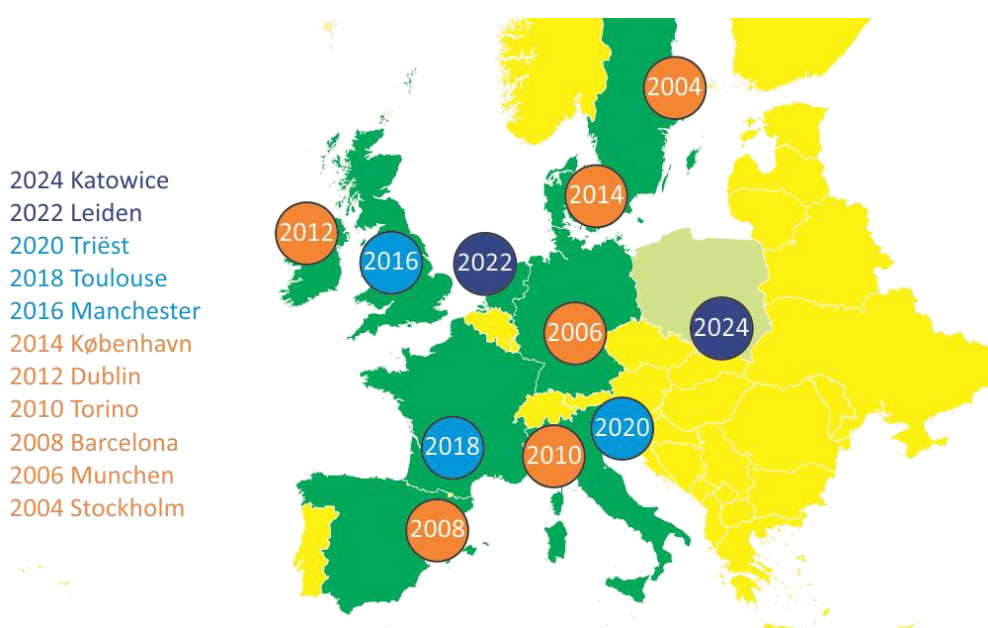 2024 Katowice
2022 Leiden
2020 Triëst
2018 Toulouse
2016 Manchester
2014 København
2012 Dublin
2010 Torino
2008 Barcelona
2006 Munchen
2004 Stockholm
2004
2014
2012
2016
2022
2024
2006
2020
2018
2010
2008